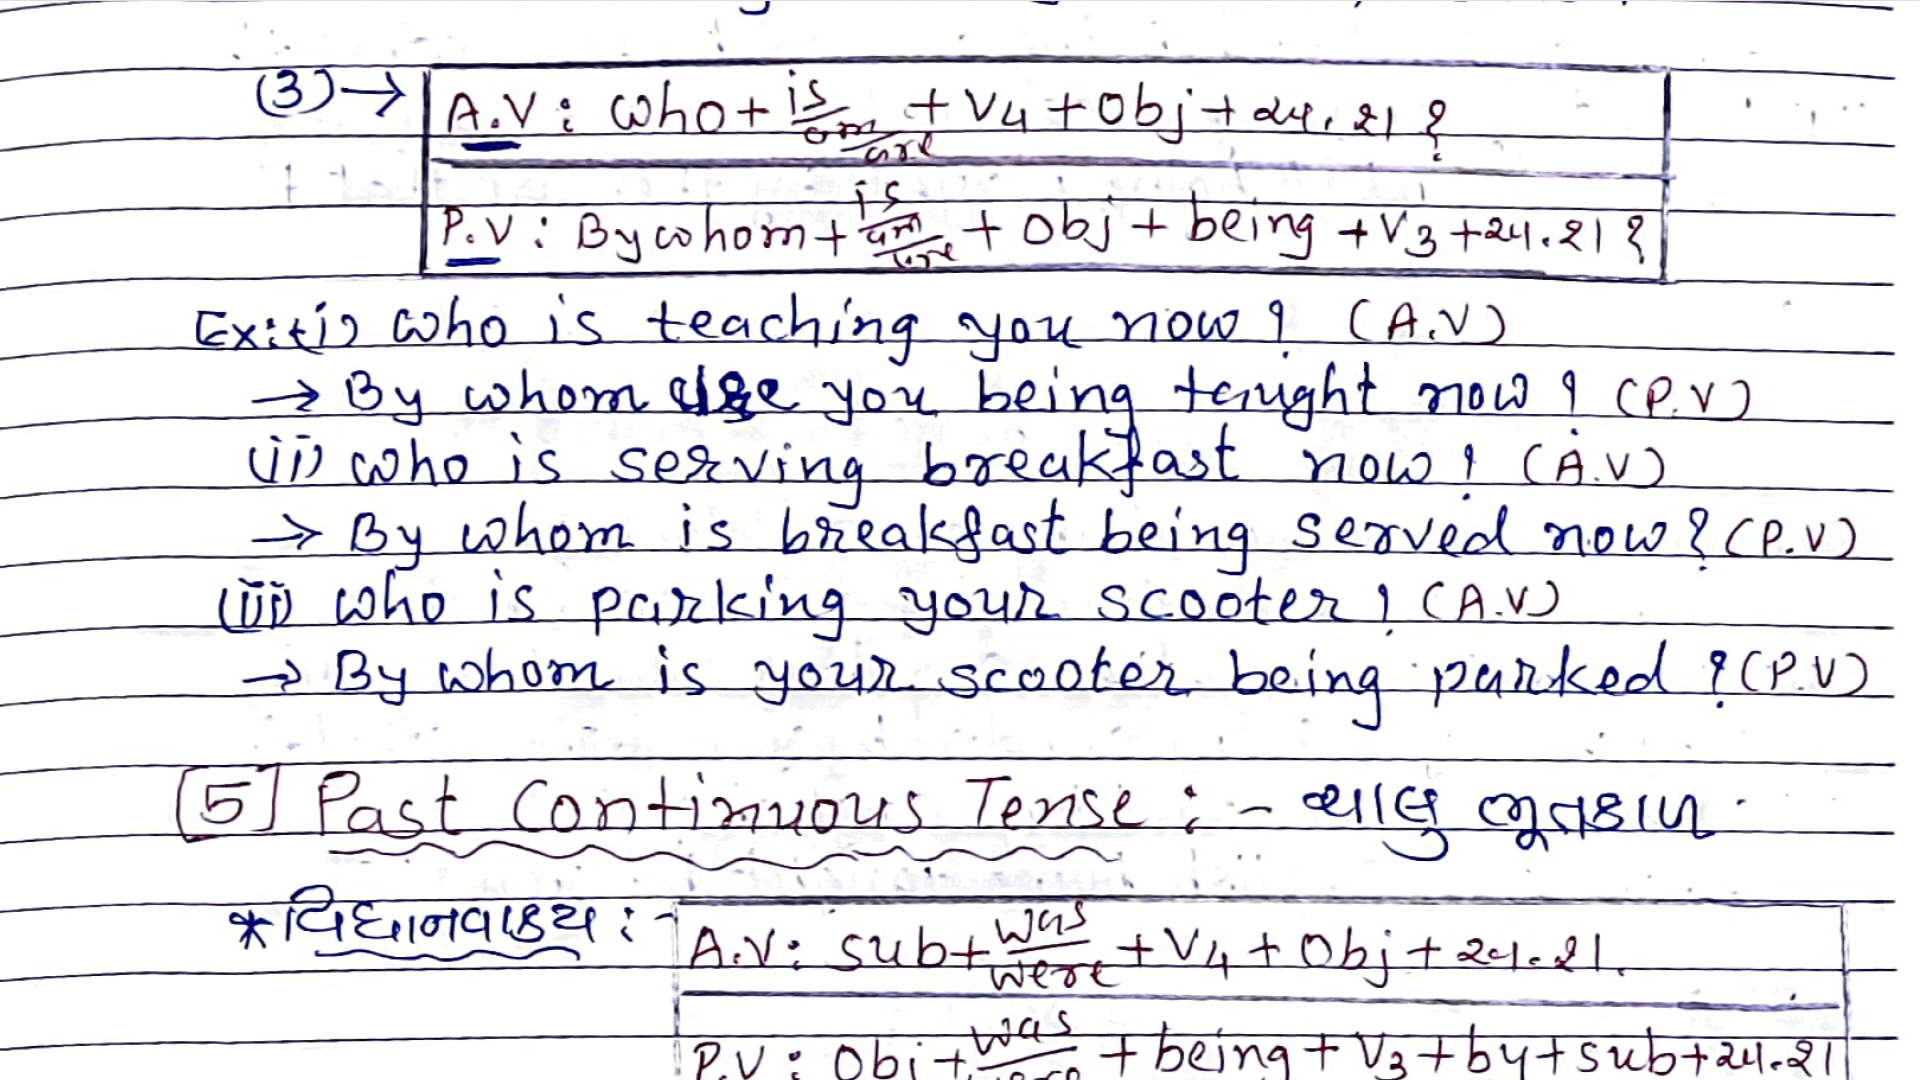 (3)→ A.V: who + is/am/are + V4 + obj + અ.શ ?
P.V: By whom + is/am/are + obj + being + V3 + અ.શ ?
Ex:(i) who is teaching you now? (A.V)
→ By whom are you being taught now? (P.V)
(ii) who is serving breakfast now? (A.V)
→ By whom is breakfast being served now? (P.V)
(iii) who is parking your scooter? (A.V)
→ By whom is your scooter being parked? (P.V)
[5] Past Continuous Tense :- ચાલુ ભૂતકાળ.
*વિધાનવાક્ય:- A.V: sub + was/were + V4 + obj + અ.શ.
P.V: obj + was/were + being + V3 + by + sub + અ.શ